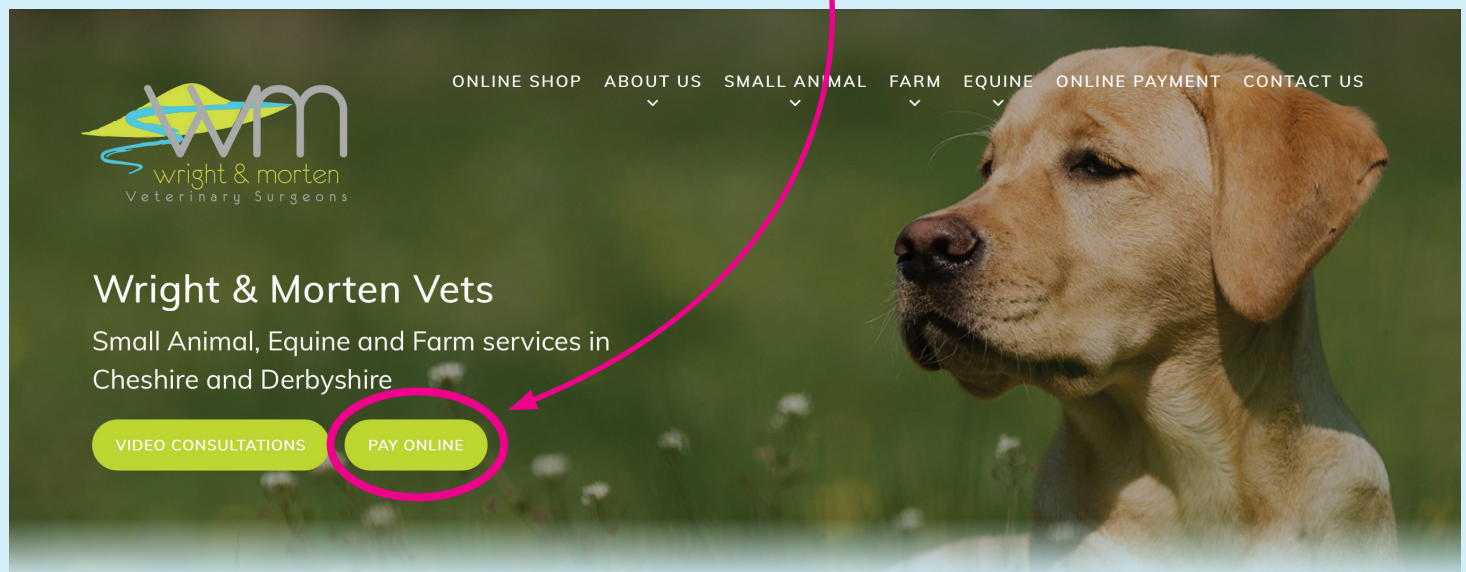 ONLINE SHOP ABOUT US SMALL ANIMAL FARM EQUINE ONLINE PAYMENT CONTACT US
wm
wright & morten
Veterinary Surgeons
Wright & Morten Vets
Small Animal, Equine and Farm services in
Cheshire and Derbyshire
VIDEO CONSULTATIONS PAY ONLINE